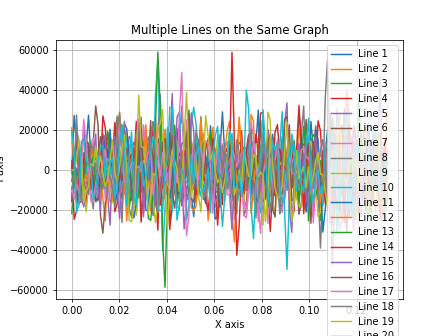 Multiple Lines on the Same Graph
60000
40000
20000
0
−20000
−40000
−60000
0.00
0.02
0.04
0.06
0.08
0.10
X axis
Line 1
Line 2
Line 3
Line 4
Line 5
Line 6
Line 7
Line 8
Line 9
Line 10
Line 11
Line 12
Line 13
Line 14
Line 15
Line 16
Line 17
Line 18
Line 19
Line 20